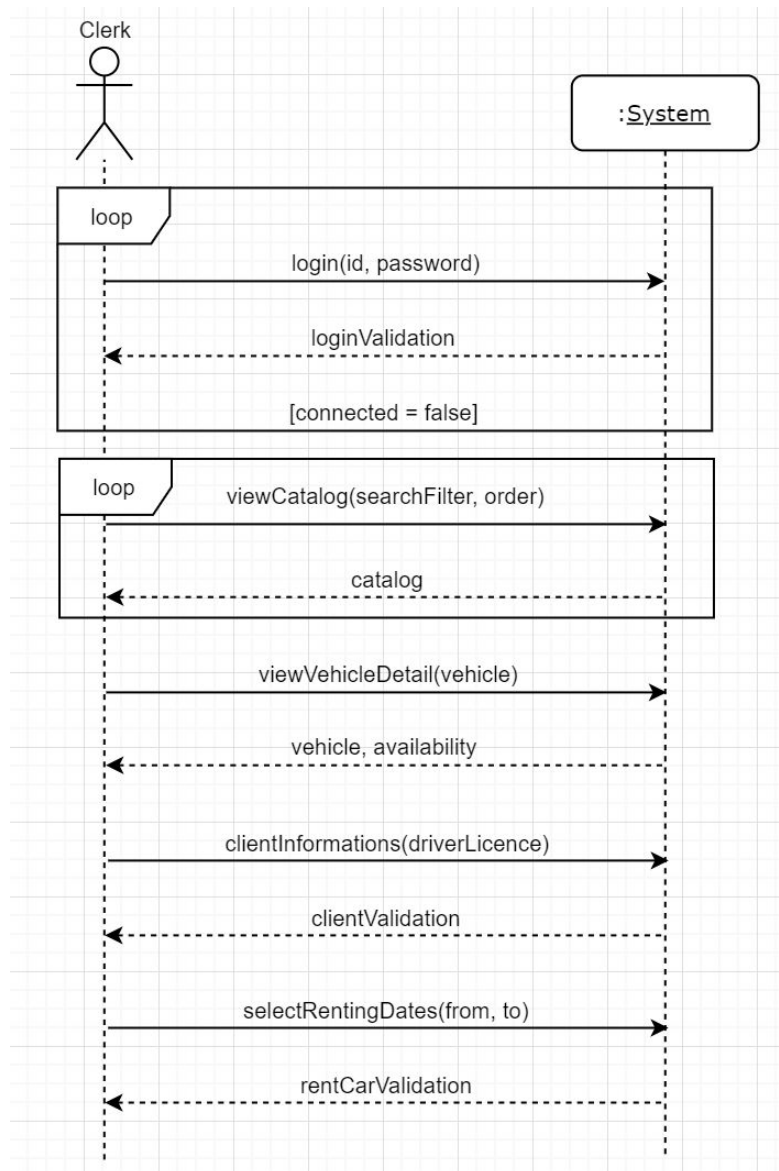 Clerk
:System
loop
login(id, password)
loginValidation
[connected = false]
loop
viewCatalog(searchFilter, order)
catalog
viewVehicleDetail(vehicle)
vehicle, availability
clientInformations(driverLicence)
clientValidation
selectRentingDates(from, to)
rentCarValidation